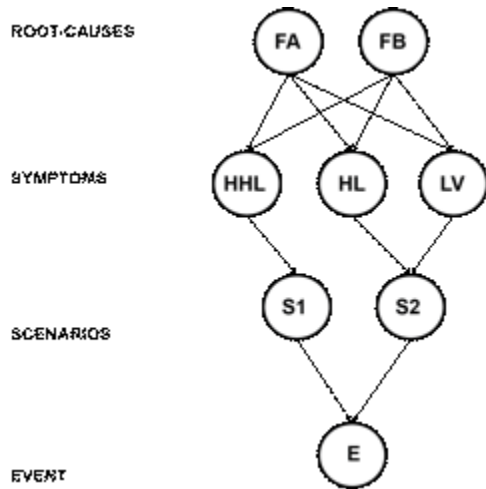 ROOT-CAUSES
FA FB
SYMPTOMS
HHL HL LV
S1 S2
SCENARIOS
E
EVENT